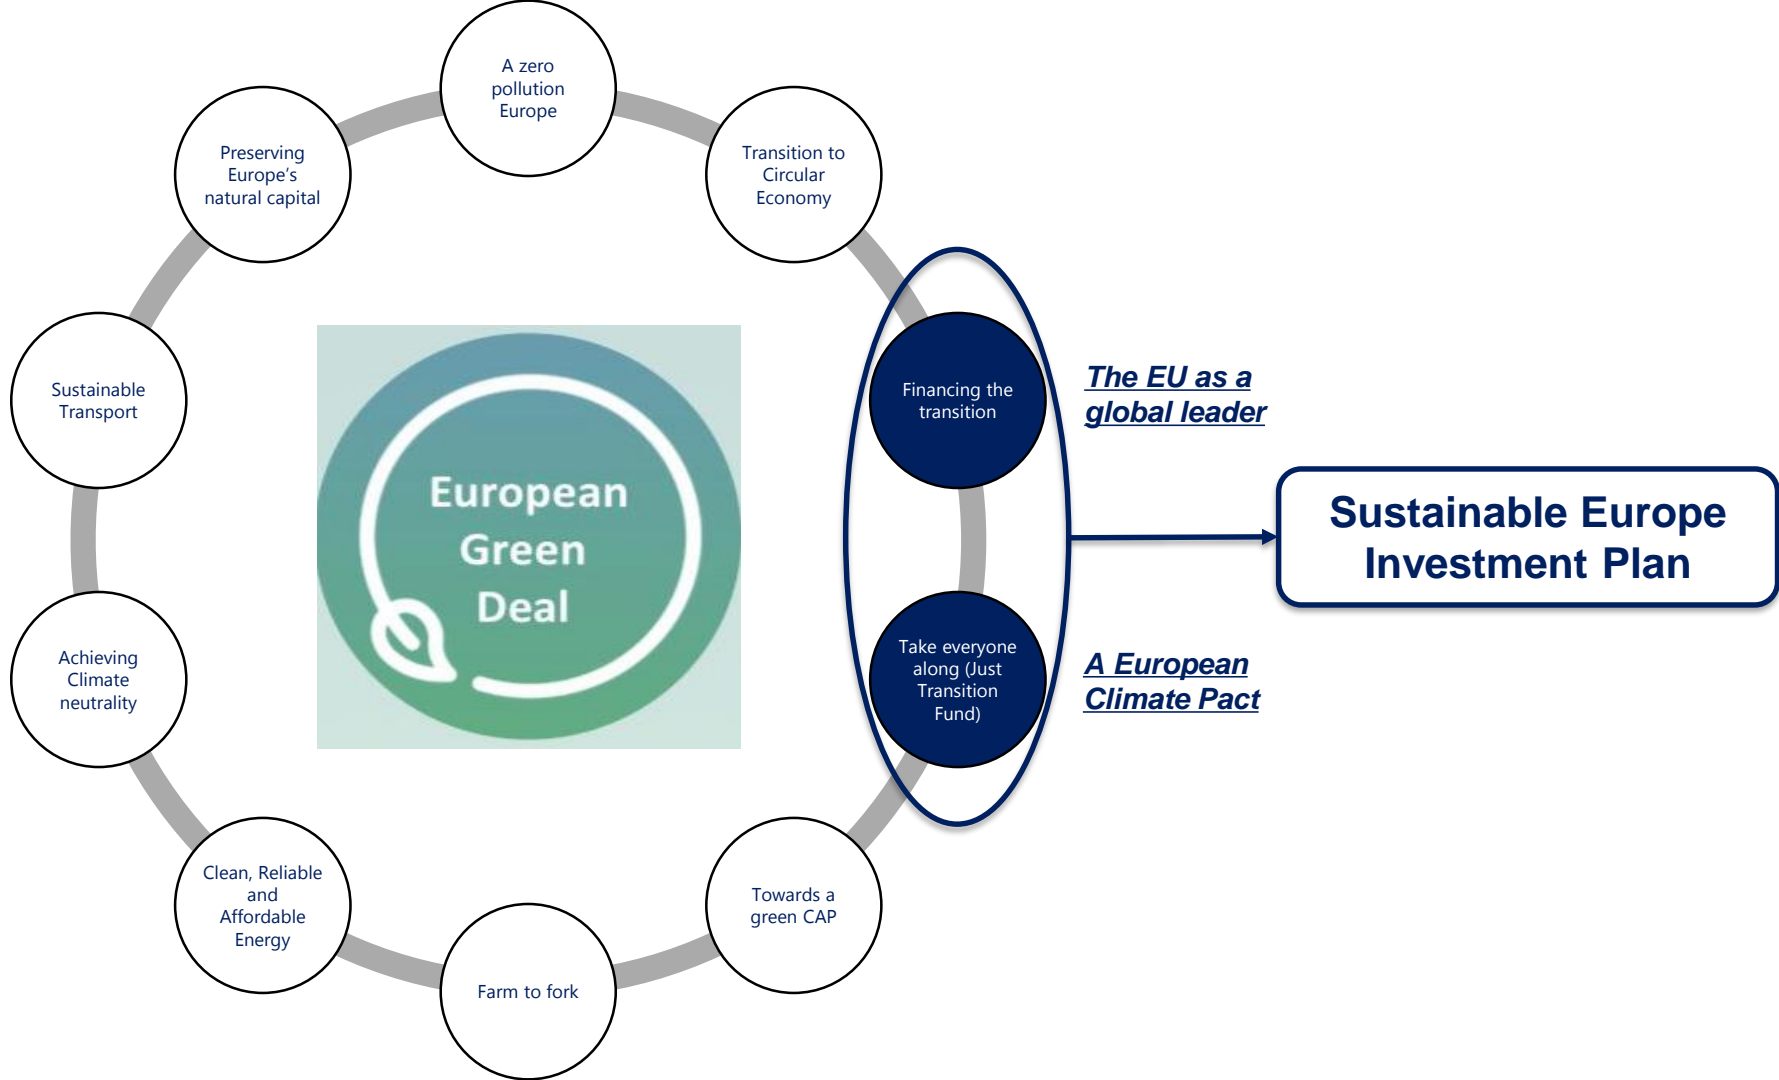 A zero
pollution
Europe
Transition to
Circular
Economy
Financing the
transition
Take everyone
along (Just
Transition
Fund)
Towards a
green CAP
Farm to fork
Clean, Reliable
and
Affordable
Energy
Achieving
Climate
neutrality
Sustainable
Transport
Preserving
Europe’s
natural capital
European
Green
Deal
The EU as a
global leader
A European
Climate Pact
Sustainable Europe
Investment Plan